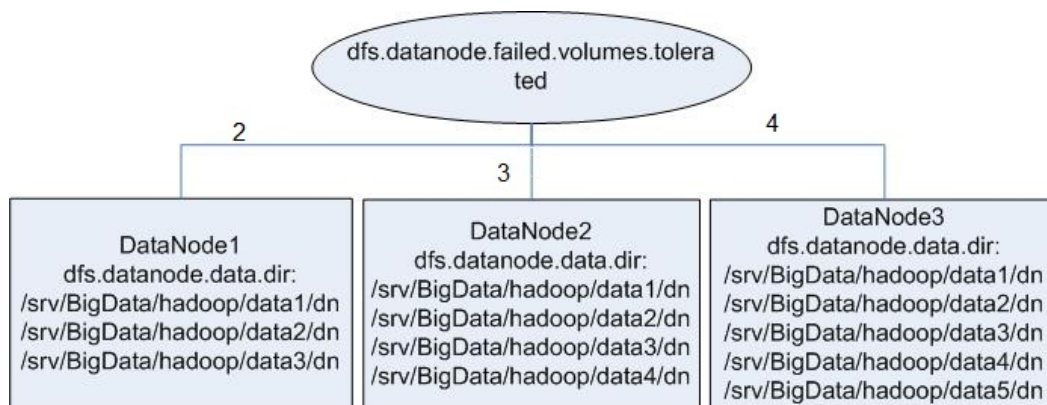 dfs.datanode.failed.volumes.tolera
ted
2
3
4
DataNode1
dfs.datanode.data.dir:
/srv/BigData/hadoop/data1/dn
/srv/BigData/hadoop/data2/dn
/srv/BigData/hadoop/data3/dn
DataNode2
dfs.datanode.data.dir:
/srv/BigData/hadoop/data1/dn
/srv/BigData/hadoop/data2/dn
/srv/BigData/hadoop/data3/dn
/srv/BigData/hadoop/data4/dn
DataNode3
dfs.datanode.data.dir:
/srv/BigData/hadoop/data1/dn
/srv/BigData/hadoop/data2/dn
/srv/BigData/hadoop/data3/dn
/srv/BigData/hadoop/data4/dn
/srv/BigData/hadoop/data5/dn